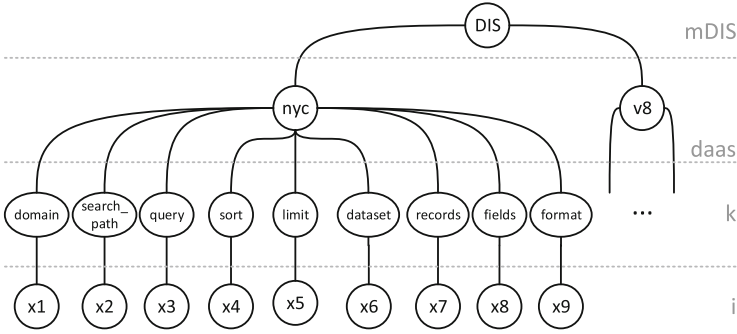 DIS
mDIS
nyc
v8
daas
domain
search_
path
query
sort
limit
dataset
records
fields
format
...
k
x1
x2
x3
x4
x5
x6
x7
x8
x9
i